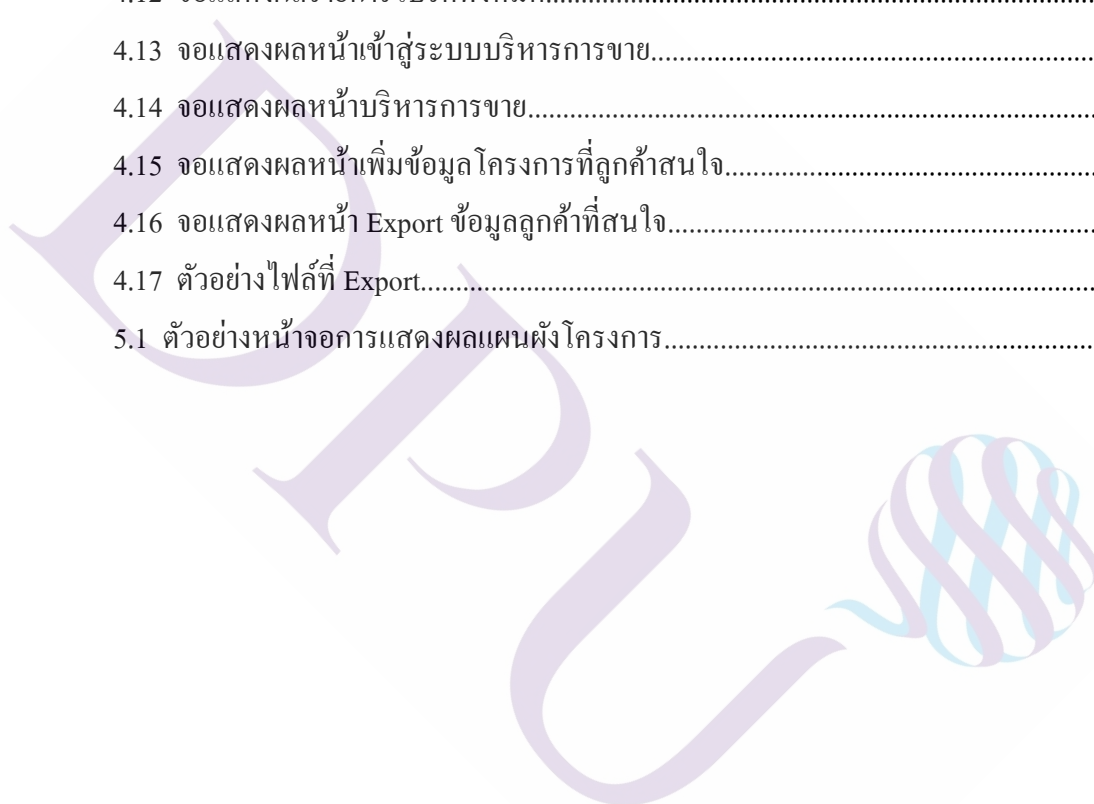 4.13 จอแสดงผลหน้าเข้าสู่ระบบบริหารการขาย
4.14 จอแสดงผลหน้าบริหารการขาย
4.15 จอแสดงผลหน้าเพิ่มข้อมูลโครงการที่ลูกค้าสนใจ
4.16 จอแสดงผลหน้า Export ข้อมูลลูกค้าที่สนใจ
4.17 ตัวอย่างไฟล์ที่ Export
5.1 ตัวอย่างหน้าจอการแสดงผลแผนผังโครงการ
DPU